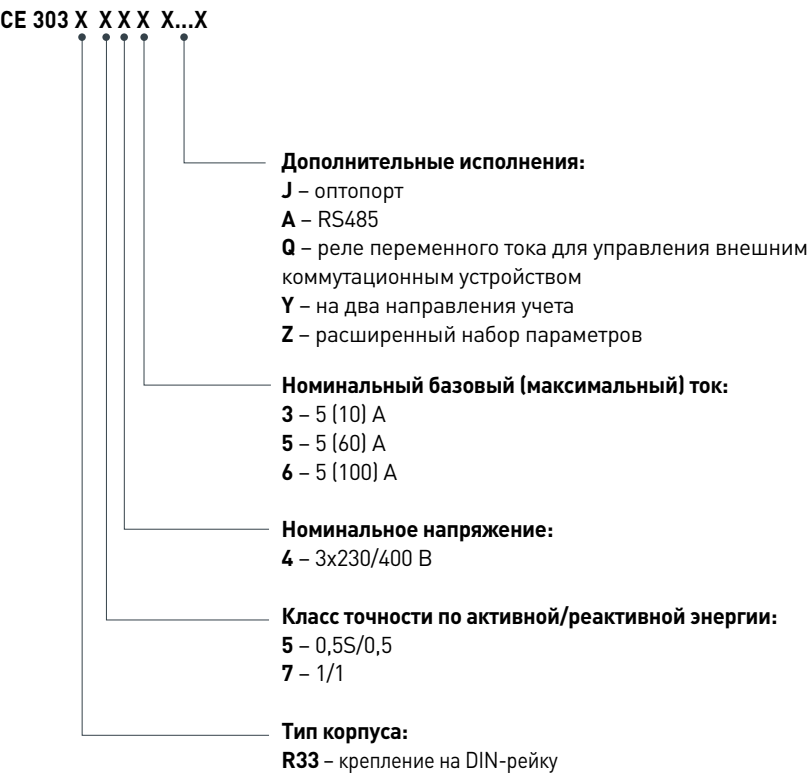 CE 303 X X X X X...X
Дополнительные исполнения:
J – оптопорт
A – RS485
Q – реле переменного тока для управления внешним
коммутационным устройством
Y – на два направления учета
Z – расширенный набор параметров
Номинальный базовый (максимальный) ток:
3 – 5 (10) А
5 – 5 (60) А
6 – 5 (100) А
Номинальное напряжение:
4 – 3x230/400 В
Класс точности по активной/реактивной энергии:
5 – 0,5S/0,5
7 – 1/1
Тип корпуса:
R33 – крепление на DIN-рейку